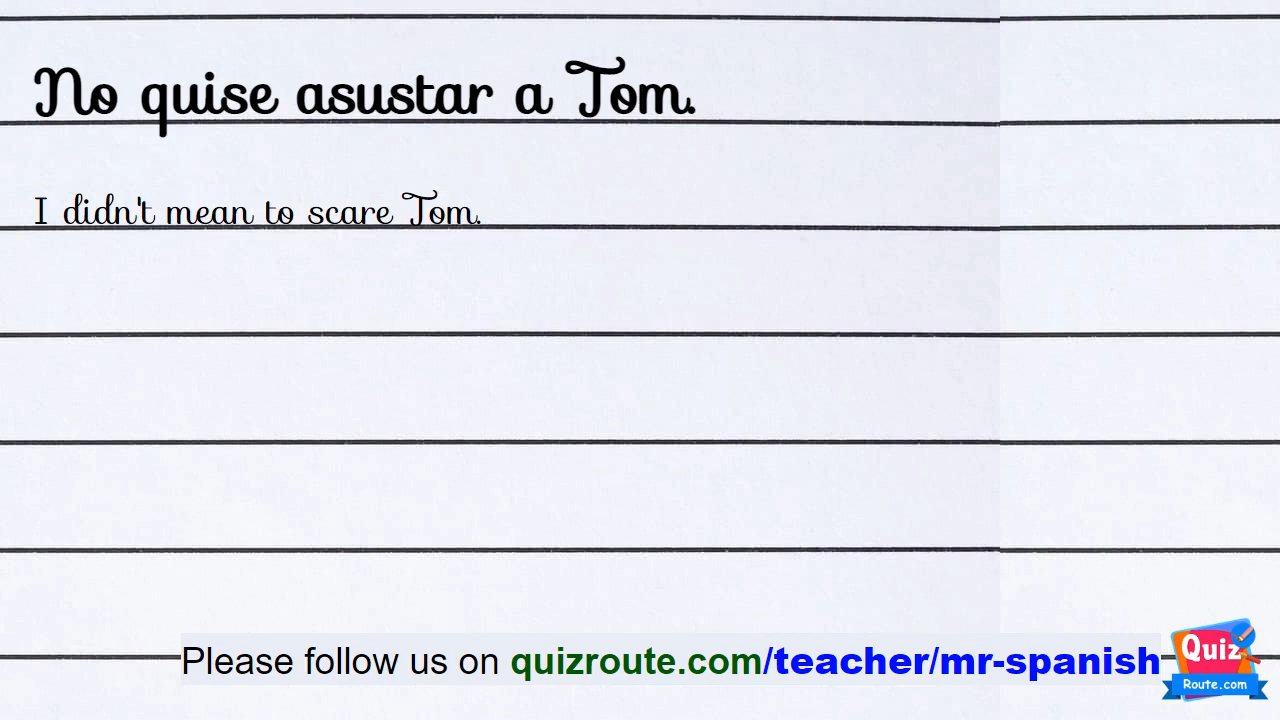 No quise asustar a Tom.
I didn't mean to scare Tom.
Please follow us on quizroute.com/teacher/mr-spanish
Quiz
Route.com